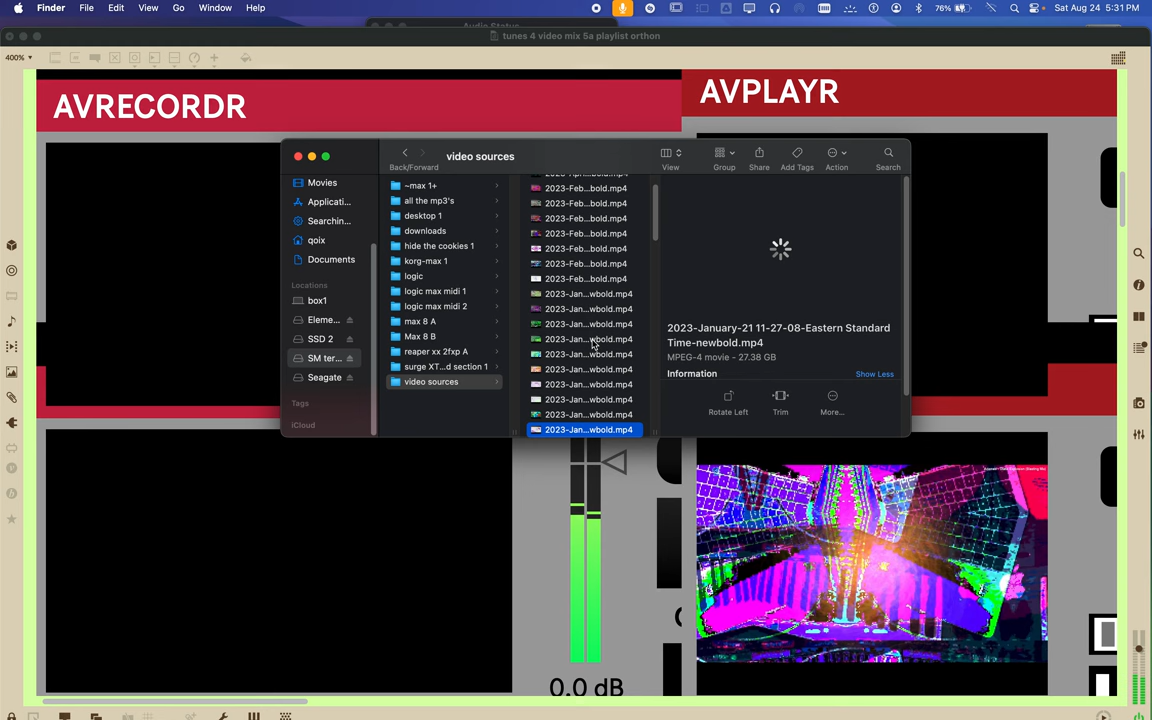 Finder File Edit View Go Window Help
76% Sat Aug 24 5:31 PM
Audio Status
tunes 4 video mix 5a playlist orthon
400%
AVRECORDR
AVPLAYR
video sources
Back/Forward
View Group Share Add Tags Action Search
Movies
Applicati...
Searchin...
qoix
Documents
Locations
box1
Eleme...
SSD 2
SM ter...
Seagate
Tags
iCloud
~max 1+
all the mp3's
desktop 1
downloads
hide the cookies 1
korg-max 1
logic
logic max midi 1
logic max midi 2
max 8 A
Max 8 B
reaper xx 2fxp A
surge XT...d section 1
video sources
2023-Feb...bold.mp4
2023-Feb...bold.mp4
2023-Feb...bold.mp4
2023-Feb...bold.mp4
2023-Feb...bold.mp4
2023-Feb...bold.mp4
2023-Feb...bold.mp4
2023-Jan...wbold.mp4
2023-Jan...wbold.mp4
2023-Jan...wbold.mp4
2023-Jan...wbold.mp4
2023-Jan...wbold.mp4
2023-Jan...wbold.mp4
2023-Jan...wbold.mp4
2023-Jan...wbold.mp4
2023-Jan...wbold.mp4
2023-Jan...wbold.mp4
2023-January-21 11-27-08-Eastern Standard
Time-newbold.mp4
MPEG-4 movie - 27.38 GB
Information Show Less
Rotate Left Trim More...
0.0 dB